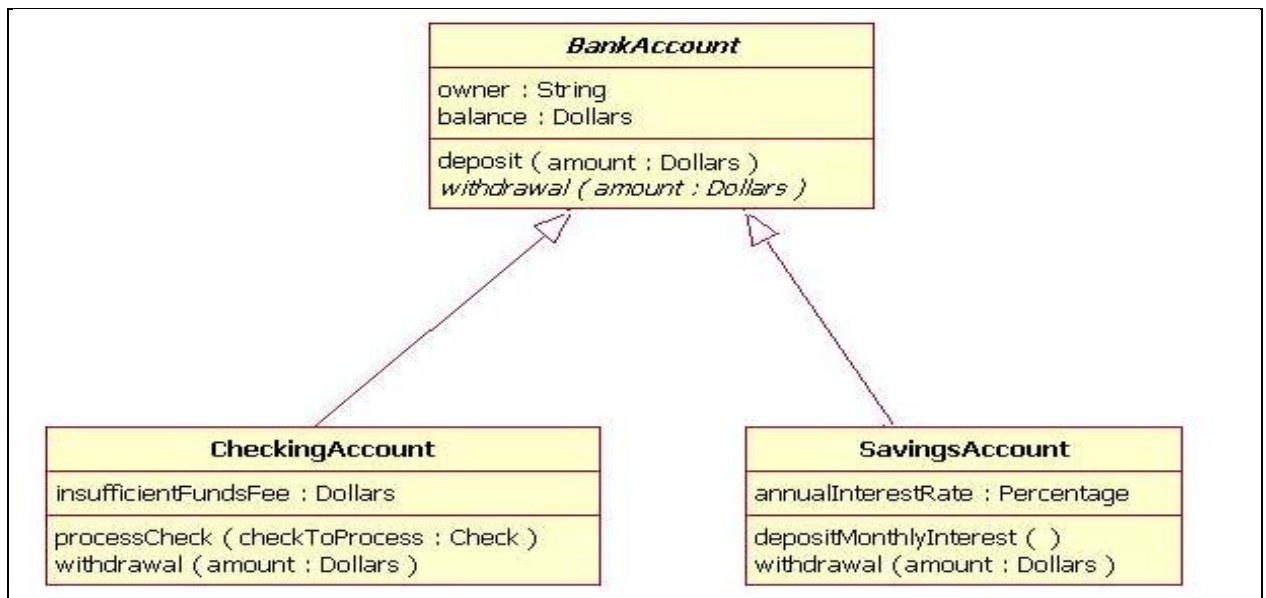 BankAccount
owner : String
balance : Dollars
deposit ( amount : Dollars )
withdrawal ( amount : Dollars )
CheckingAccount
insufficientFundsFee : Dollars
processCheck ( checkToProcess : Check )
withdrawal ( amount : Dollars )
SavingsAccount
annualInterestRate : Percentage
depositMonthlyInterest ( )
withdrawal ( amount : Dollars )